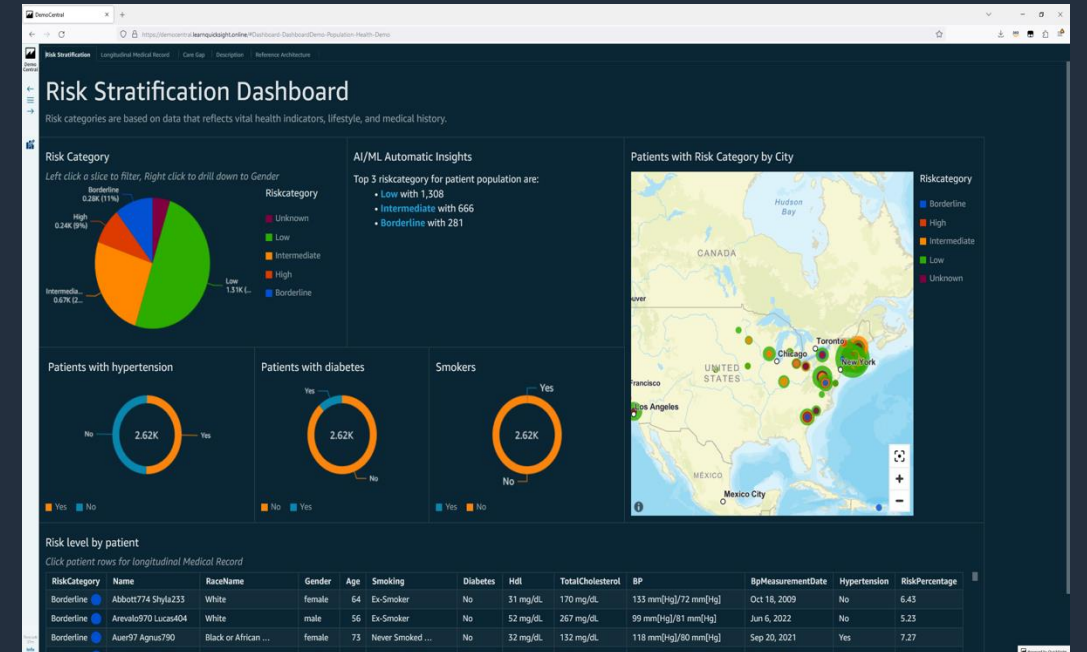 DemoCentral
https://democentral.learnquicksight.online/#Dashboard-DashboardDemo-Population-Health-Demo
Demo
Central
Risk Stratification
Longitudinal Medical Record
Care Gap
Description
Reference Architecture
Risk Stratification Dashboard
Risk categories are based on data that reflects vital health indicators, lifestyle, and medical history.
Risk Category
Left click a slice to filter, Right click to drill down to Gender
Borderline
0.28K (11%)
High
0.24K (9%)
Intermedia...
0.67K (2...
Low
1.31K (...
Riskcategory
Unknown
Low
Intermediate
High
Borderline
AI/ML Automatic Insights
Top 3 riskcategory for patient population are:
• Low with 1,308
• Intermediate with 666
• Borderline with 281
Patients with Risk Category by City
Hudson
Bay
CANADA
uver
Toronto
Chicago
New York
UNITED
STATES
Francisco
Los Angeles
MÉXICO
Mexico City
Riskcategory
Borderline
High
Intermediate
Low
Unknown
Patients with hypertension
No
2.62K
Yes
Yes No
Patients with diabetes
Yes
2.62K
No
No Yes
Smokers
Yes
2.62K
No
Yes No
Risk level by patient
Click patient rows for longitudinal Medical Record
RiskCategory Name RaceName Gender Age Smoking Diabetes Hdl TotalCholesterol BP BpMeasurementDate Hypertension RiskPercentage
Borderline Abbott774 Shyla233 White female 64 Ex-Smoker No 31 mg/dL 170 mg/dL 133 mm[Hg]/72 mm[Hg] Oct 18, 2009 No 6.43
Borderline Arevalo970 Lucas404 White male 56 Ex-Smoker No 52 mg/dL 267 mg/dL 99 mm[Hg]/81 mm[Hg] Jun 6, 2022 No 5.23
Borderline Auer97 Agnus790 Black or African ... female 73 Never Smoked ... No 32 mg/dL 132 mg/dL 118 mm[Hg]/80 mm[Hg] Sep 20, 2021 Yes 7.27